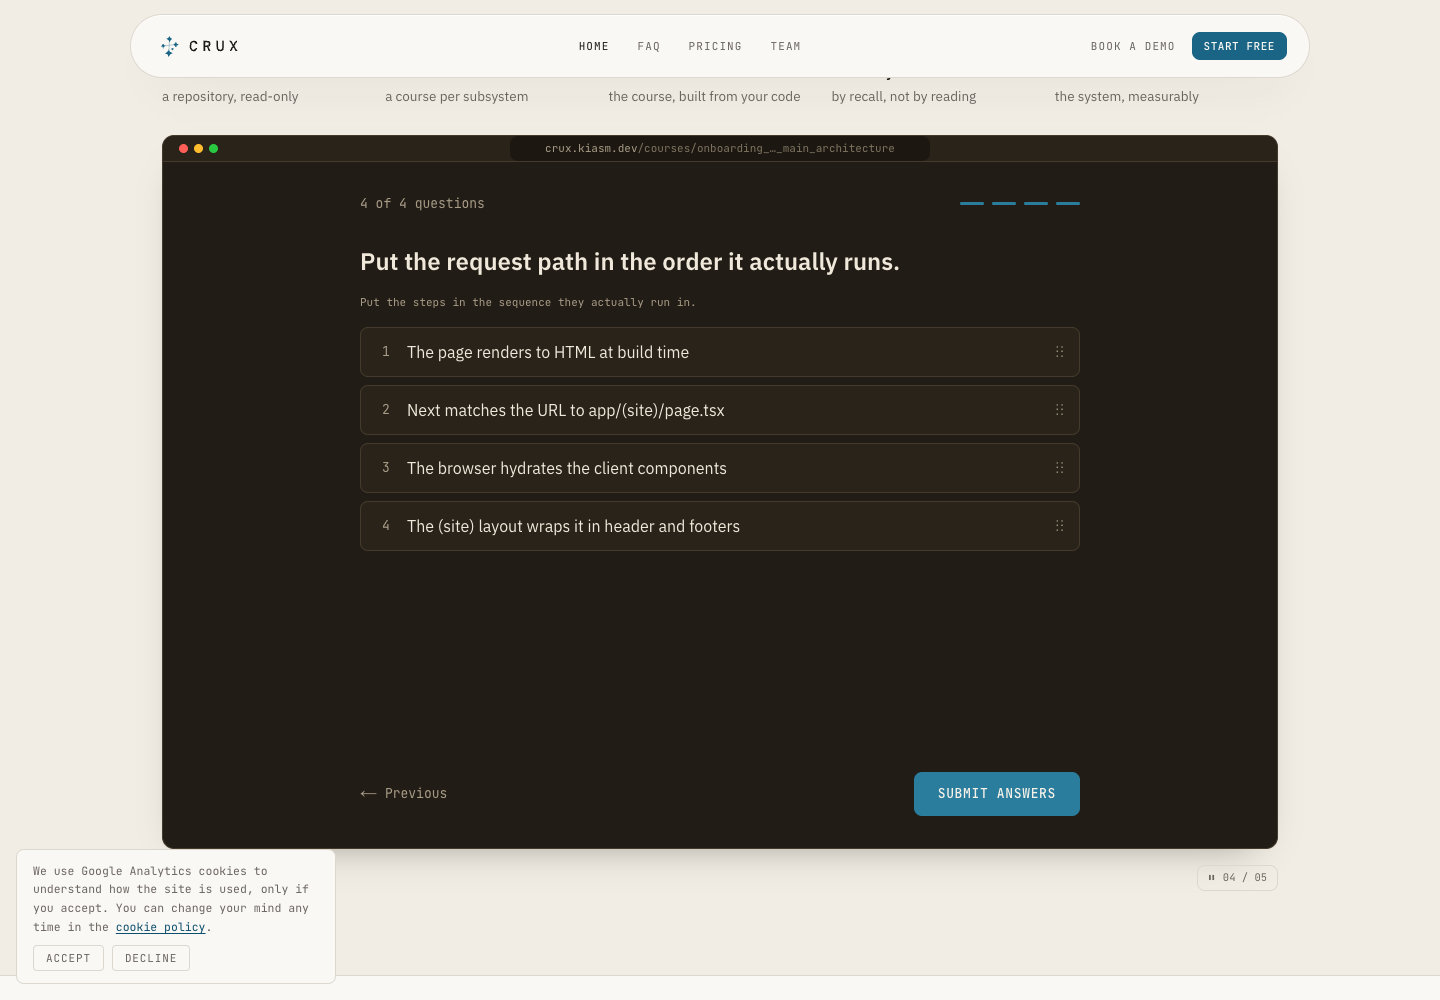 CRUX
HOME FAQ PRICING TEAM
BOOK A DEMO START FREE
a repository, read-only
a course per subsystem
the course, built from your code
by recall, not by reading
the system, measurably
crux.kiasm.dev/courses/onboarding_…_main_architecture
4 of 4 questions
Put the request path in the order it actually runs.
Put the steps in the sequence they actually run in.
1 The page renders to HTML at build time
2 Next matches the URL to app/(site)/page.tsx
3 The browser hydrates the client components
4 The (site) layout wraps it in header and footers
← Previous
SUBMIT ANSWERS
04 / 05
We use Google Analytics cookies to
understand how the site is used, only if
you accept. You can change your mind any
time in the cookie policy.
ACCEPT DECLINE